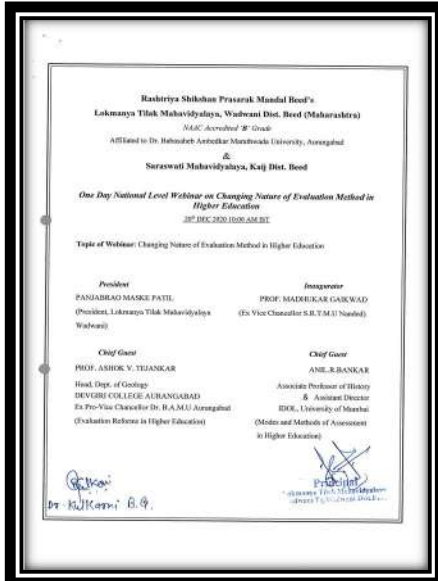 Rashtriya Shikshan Prasarak Mandal Beed's
Lokmanya Tilak Mahavidyalaya, Wadwani Dist. Beed (Maharashtra)
NAAC Accredited 'B' Grade
Affiliated to Dr. Babasaheb Ambedkar Marathwada University, Aurangabad
&
Saraswati Mahavidyalaya, Kaij Dist. Beed
One Day National Level Webinar on Changing Nature of Evaluation Method in
Higher Education
20th DEC 2020 10:00 AM IST
Topic of Webinar: Changing Nature of Evaluation Method in Higher Education
President
PANJABRAO MASKE PATIL
(President, Lokmanya Tilak Mahavidyalaya
Wadwani)
Inaugurator
PROF. MADHUKAR GAIKWAD
(Ex Vice Chancellor S.R.T.M.U Nanded)
Chief Guest
PROF. ASHOK V. TEJANKAR
Head, Dept. of Geology
DEVGIRI COLLEGE AURANGABAD
Ex Pro-Vice Chancellor Dr. B.A.M.U Aurangabad
(Evaluation Reforms in Higher Education)
Chief Guest
ANIL.R.BANKAR
Associate Professor of History
& Assistant Director
IDOL, University of Mumbai
(Modes and Methods of Assessment
in Higher Education)
Dr. Kulkarni B.G.
Principal
Lokmanya Tilak Mahavidyalaya